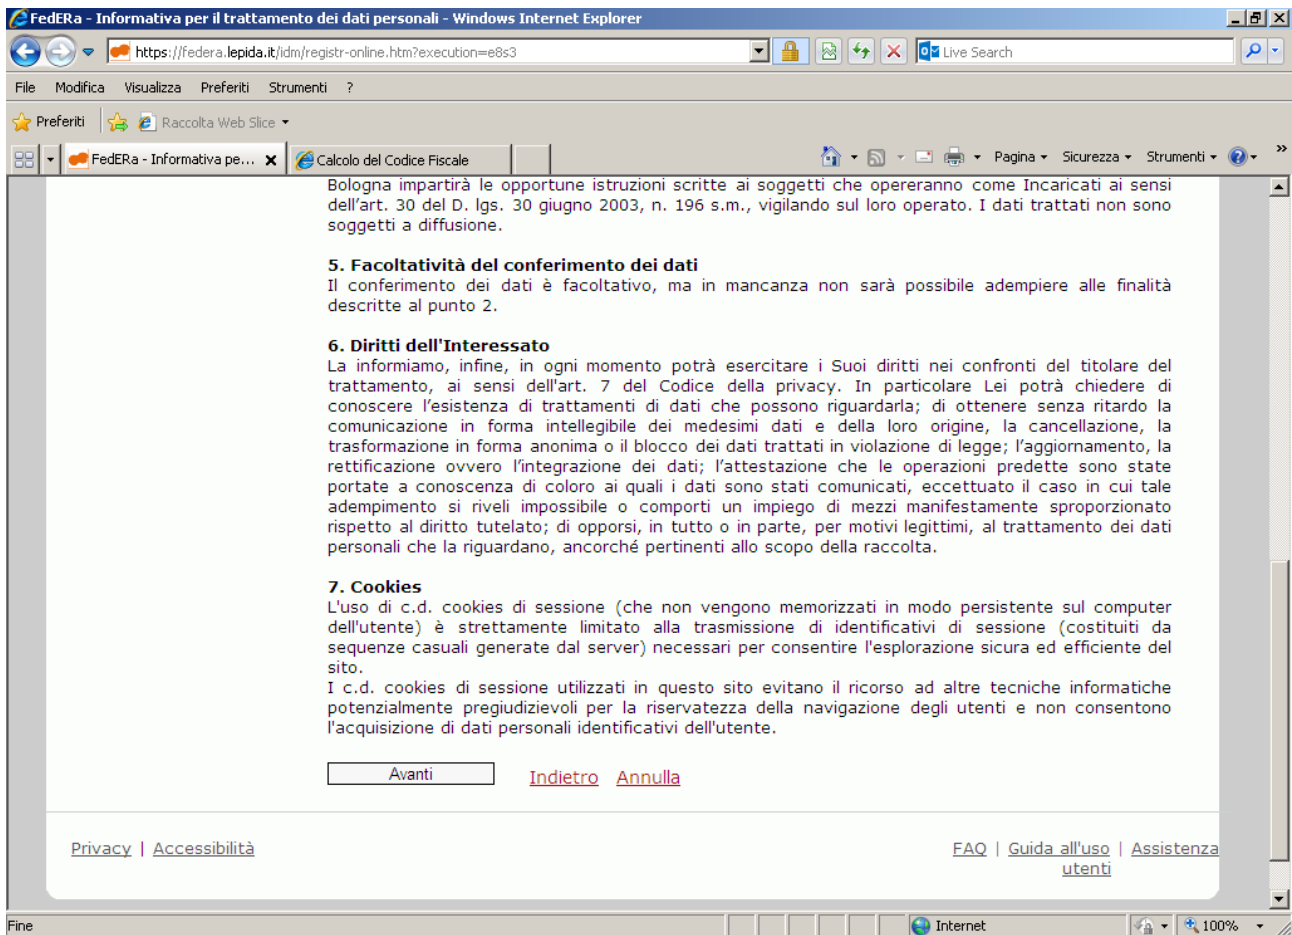 FedERa - Informativa per il trattamento dei dati personali - Windows Internet Explorer
https://federa.lepida.it/idm/registr-online.htm?execution=e8s3
Live Search
File Modifica Visualizza Preferiti Strumenti ?
Preferiti Raccolta Web Slice
FedERa - Informativa pe... Calcolo del Codice Fiscale Pagina Sicurezza Strumenti »
Bologna impartirà le opportune istruzioni scritte ai soggetti che opereranno come Incaricati ai sensi
dell’art. 30 del D. lgs. 30 giugno 2003, n. 196 s.m., vigilando sul loro operato. I dati trattati non sono
soggetti a diffusione.
5. Facoltatività del conferimento dei dati
Il conferimento dei dati è facoltativo, ma in mancanza non sarà possibile adempiere alle finalità
descritte al punto 2.
6. Diritti dell'Interessato
La informiamo, infine, in ogni momento potrà esercitare i Suoi diritti nei confronti del titolare del
trattamento, ai sensi dell'art. 7 del Codice della privacy. In particolare Lei potrà chiedere di
conoscere l’esistenza di trattamenti di dati che possono riguardarla; di ottenere senza ritardo la
comunicazione in forma intellegibile dei medesimi dati e della loro origine, la cancellazione, la
trasformazione in forma anonima o il blocco dei dati trattati in violazione di legge; l’aggiornamento, la
rettificazione ovvero l’integrazione dei dati; l’attestazione che le operazioni predette sono state
portate a conoscenza di coloro ai quali i dati sono stati comunicati, eccettuato il caso in cui tale
adempimento si riveli impossibile o comporti un impiego di mezzi manifestamente sproporzionato
rispetto al diritto tutelato; di opporsi, in tutto o in parte, per motivi legittimi, al trattamento dei dati
personali che la riguardano, ancorché pertinenti allo scopo della raccolta.
7. Cookies
L'uso di c.d. cookies di sessione (che non vengono memorizzati in modo persistente sul computer
dell'utente) è strettamente limitato alla trasmissione di identificativi di sessione (costituiti da
sequenze casuali generate dal server) necessari per consentire l'esplorazione sicura ed efficiente del
sito.
I c.d. cookies di sessione utilizzati in questo sito evitano il ricorso ad altre tecniche informatiche
potenzialmente pregiudizievoli per la riservatezza della navigazione degli utenti e non consentono
l'acquisizione di dati personali identificativi dell'utente.
Avanti Indietro Annulla
Privacy | Accessibilità FAQ | Guida all'uso | Assistenza
utenti
Fine Internet 100%